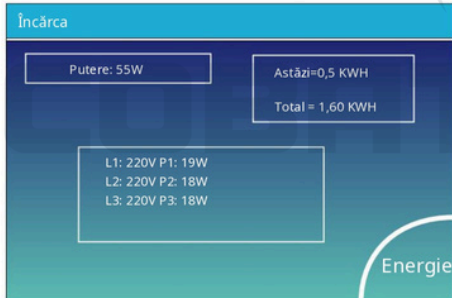 Încărca
Putere: 55W
Astăzi=0,5 KWH
Total = 1,60 KWH
L1: 220V P1: 19W
L2: 220V P2: 18W
L3: 220V P3: 18W
Energie